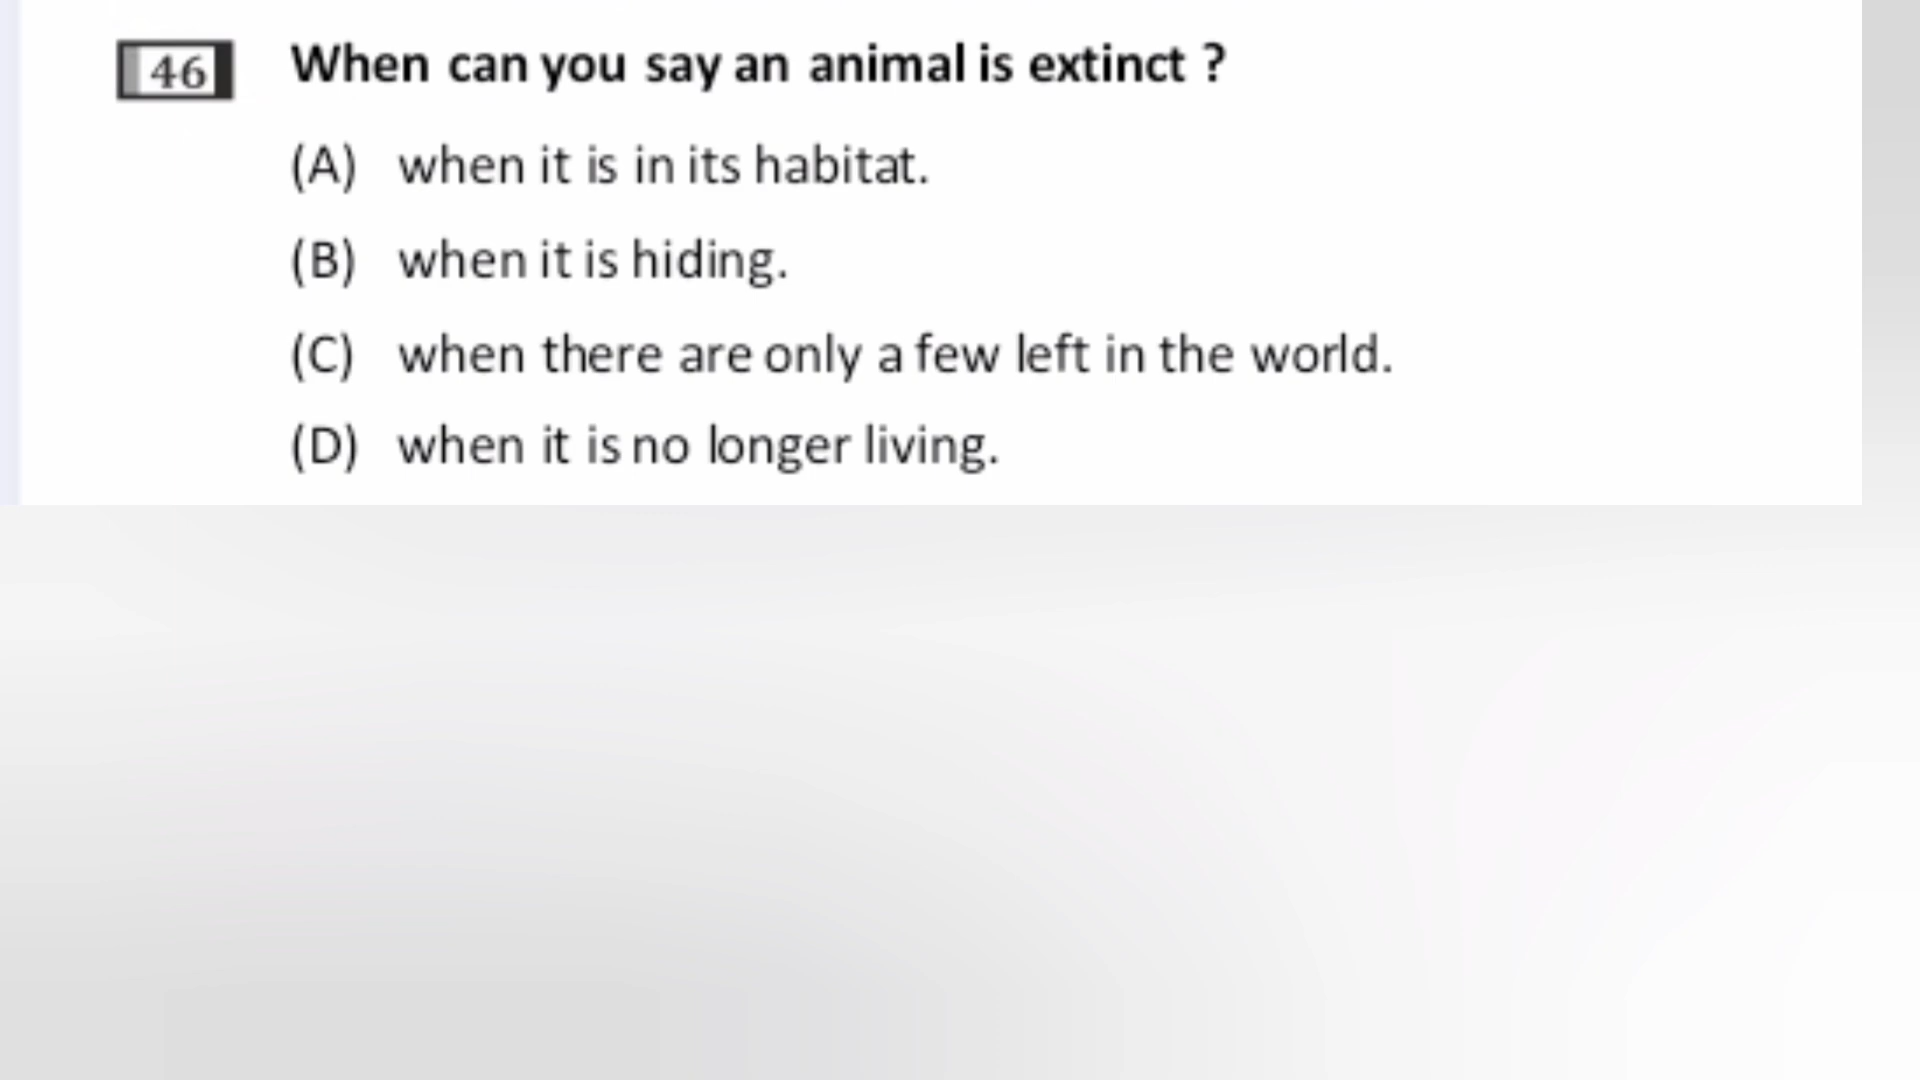 46 When can you say an animal is extinct ?
(A) when it is in its habitat.
(B) when it is hiding.
(C) when there are only a few left in the world.
(D) when it is no longer living.